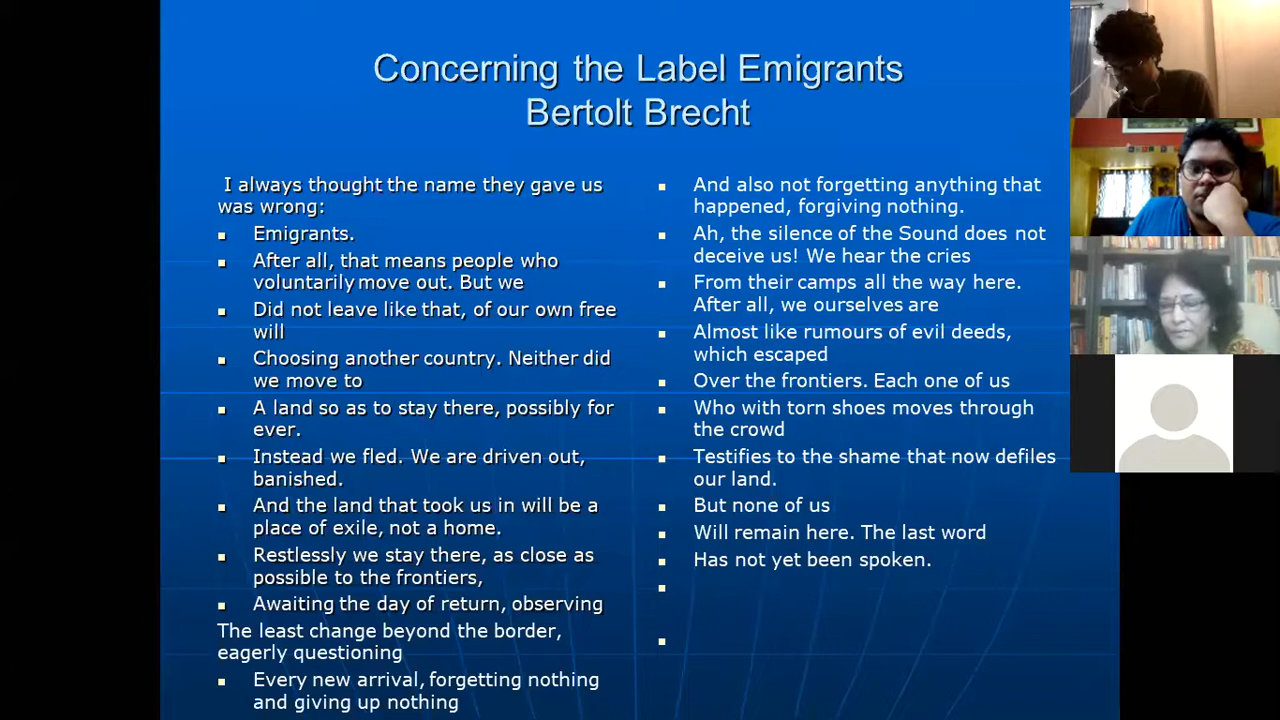 Concerning the Label Emigrants
Bertolt Brecht
I always thought the name they gave us
was wrong:
Emigrants.
After all, that means people who
voluntarily move out. But we
Did not leave like that, of our own free
will
Choosing another country. Neither did
we move to
A land so as to stay there, possibly for
ever.
Instead we fled. We are driven out,
banished.
And the land that took us in will be a
place of exile, not a home.
Restlessly we stay there, as close as
possible to the frontiers,
Awaiting the day of return, observing
The least change beyond the border,
eagerly questioning
Every new arrival, forgetting nothing
and giving up nothing
And also not forgetting anything that
happened, forgiving nothing.
Ah, the silence of the Sound does not
deceive us! We hear the cries
From their camps all the way here.
After all, we ourselves are
Almost like rumours of evil deeds,
which escaped
Over the frontiers. Each one of us
Who with torn shoes moves through
the crowd
Testifies to the shame that now defiles
our land.
But none of us
Will remain here. The last word
Has not yet been spoken.